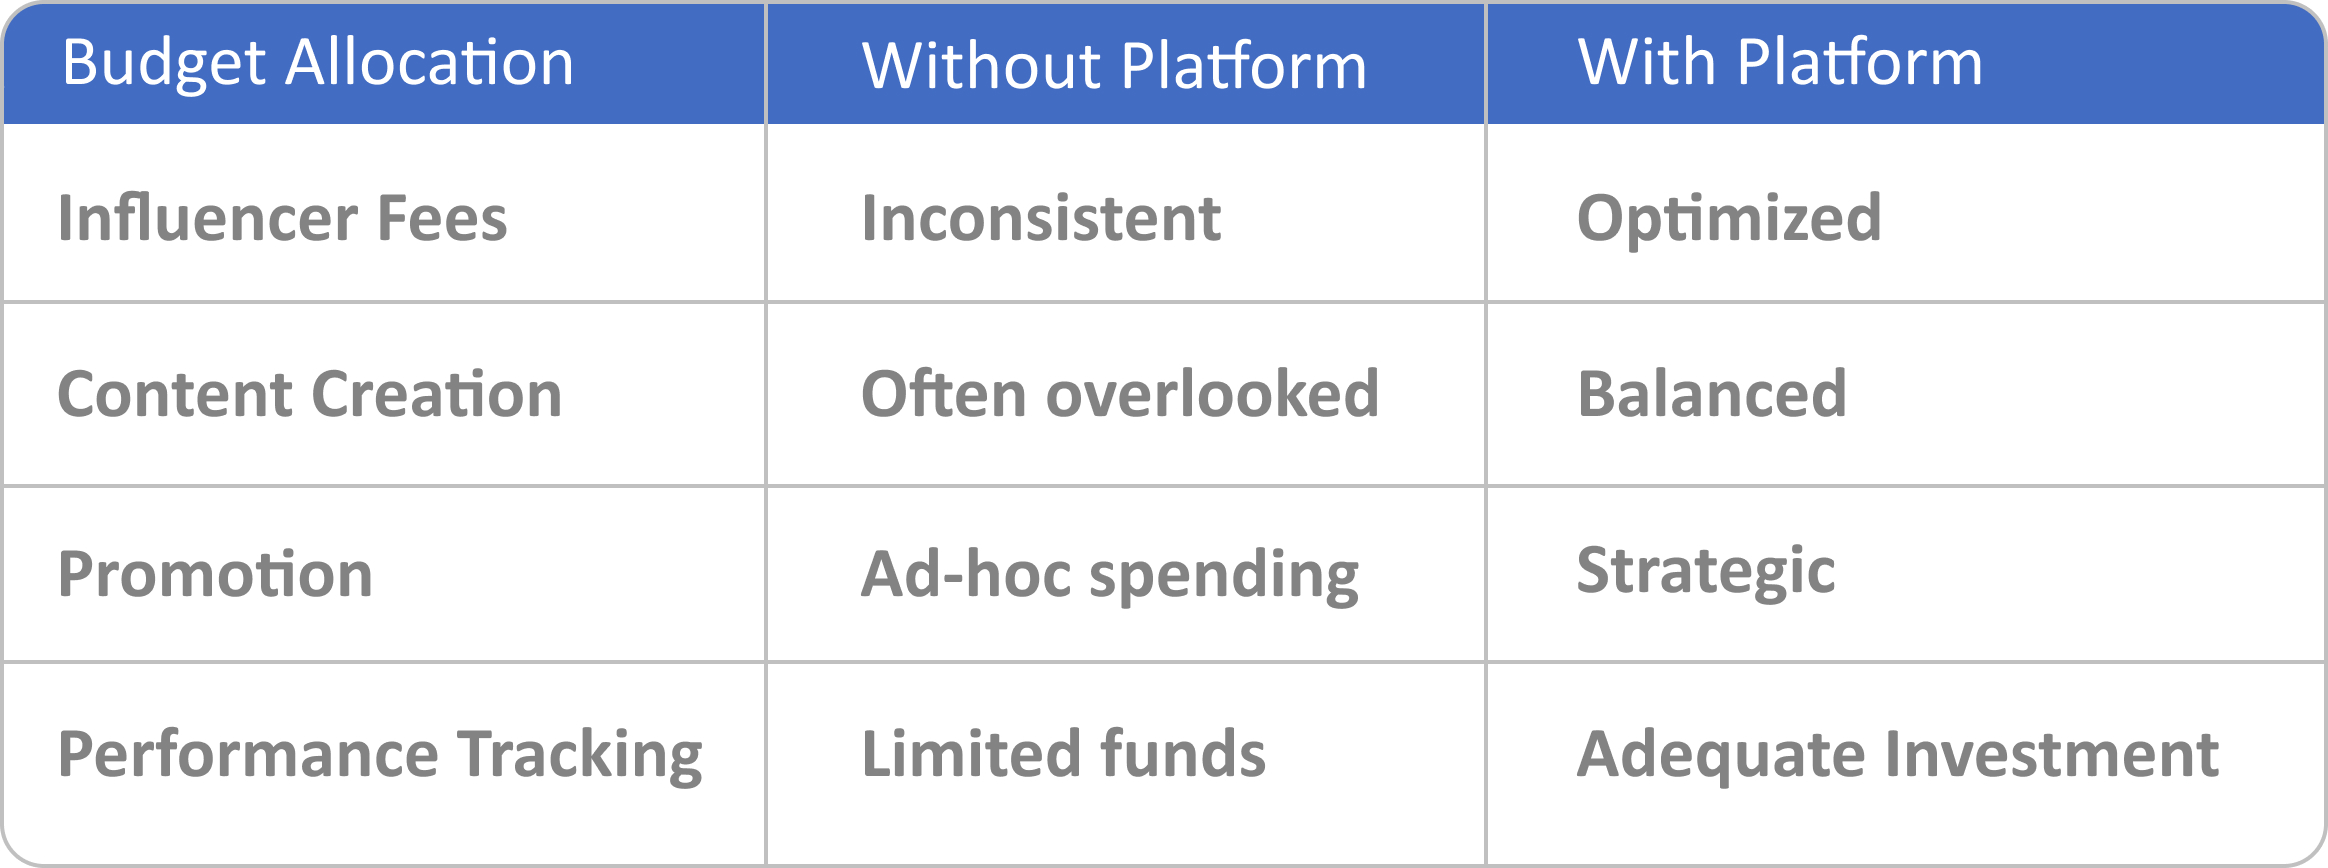 Budget Allocation Without Platform With Platform
Influencer Fees Inconsistent Optimized
Content Creation Often overlooked Balanced
Promotion Ad-hoc spending Strategic
Performance Tracking Limited funds Adequate Investment